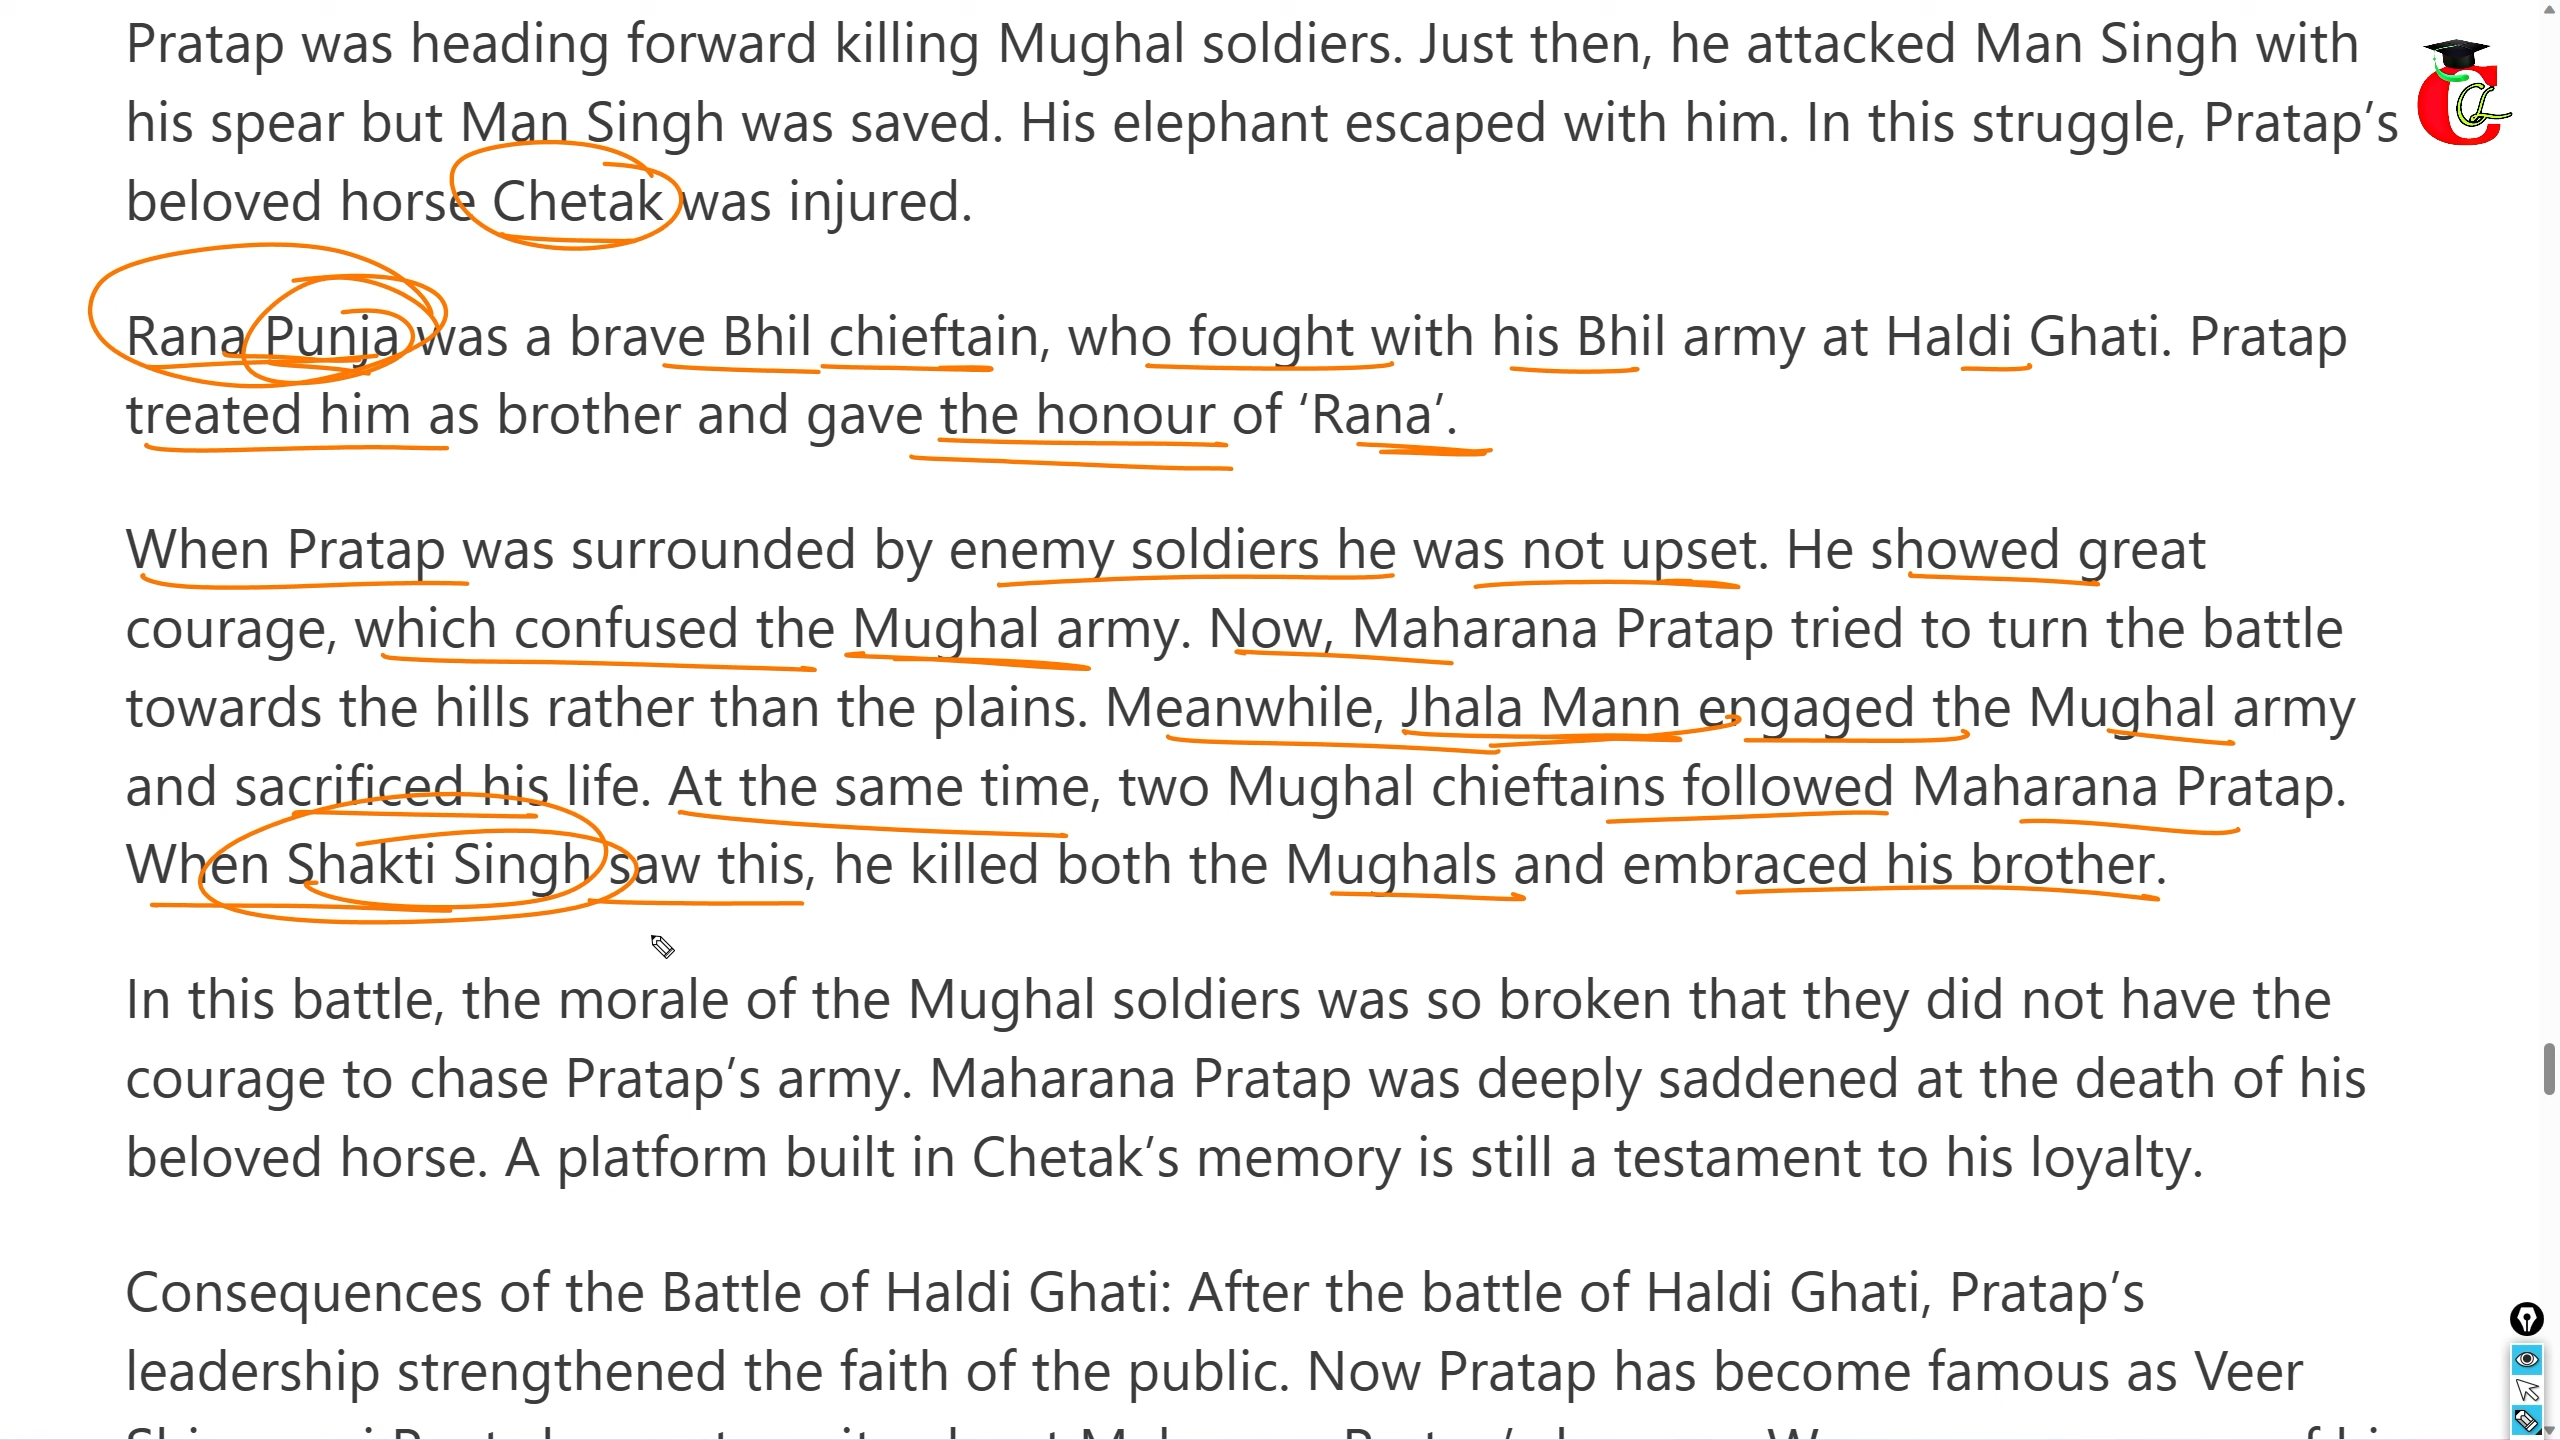 Pratap was heading forward killing Mughal soldiers. Just then, he attacked Man Singh with
his spear but Man Singh was saved. His elephant escaped with him. In this struggle, Pratap’s
beloved horse Chetak was injured.
Rana Punja was a brave Bhil chieftain, who fought with his Bhil army at Haldi Ghati. Pratap
treated him as brother and gave the honour of ‘Rana’.
When Pratap was surrounded by enemy soldiers he was not upset. He showed great
courage, which confused the Mughal army. Now, Maharana Pratap tried to turn the battle
towards the hills rather than the plains. Meanwhile, Jhala Mann engaged the Mughal army
and sacrificed his life. At the same time, two Mughal chieftains followed Maharana Pratap.
When Shakti Singh saw this, he killed both the Mughals and embraced his brother.
In this battle, the morale of the Mughal soldiers was so broken that they did not have the
courage to chase Pratap’s army. Maharana Pratap was deeply saddened at the death of his
beloved horse. A platform built in Chetak’s memory is still a testament to his loyalty.
Consequences of the Battle of Haldi Ghati: After the battle of Haldi Ghati, Pratap’s
leadership strengthened the faith of the public. Now Pratap has become famous as Veer